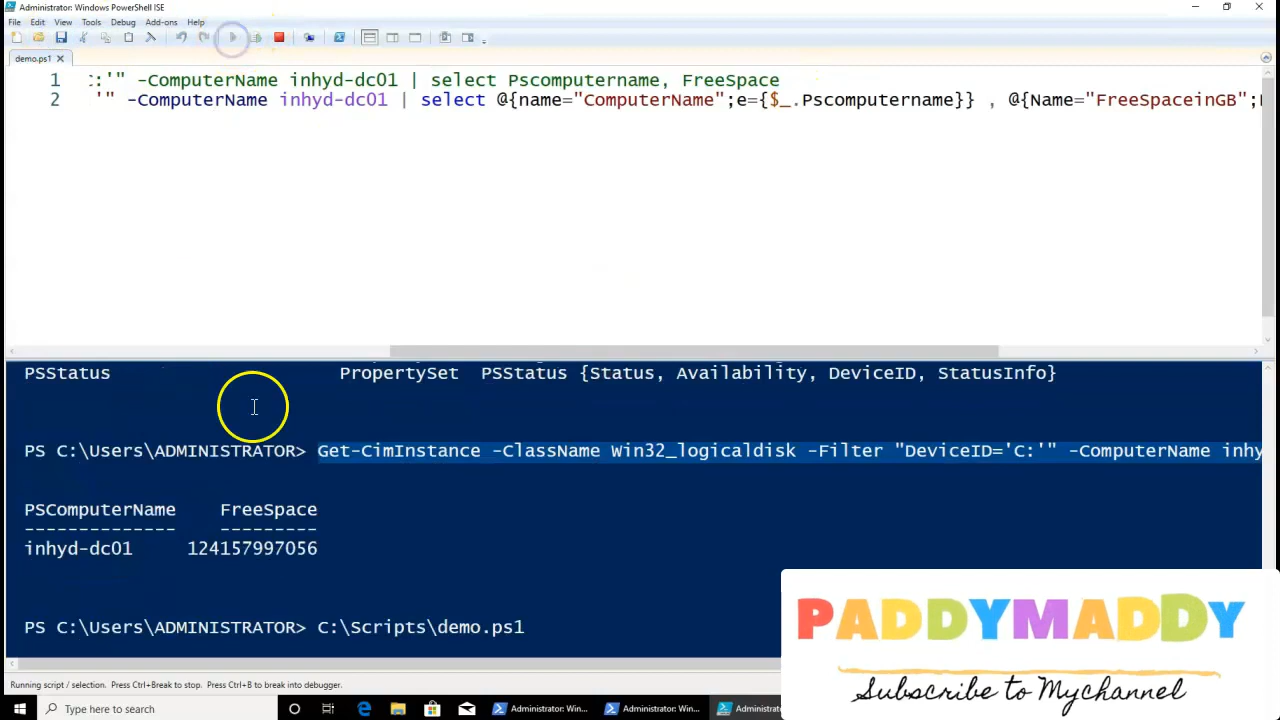 Administrator: Windows PowerShell ISE
File Edit View Tools Debug Add-ons Help
demo.ps1
1 C:'" -ComputerName inhyd-dc01 | select Pscomputername, FreeSpace
2 '" -ComputerName inhyd-dc01 | select @{name="ComputerName";e={$_.Pscomputername}} , @{Name="FreeSpaceinGB";
PSStatus PropertySet PSStatus {Status, Availability, DeviceID, StatusInfo}
PS C:\Users\ADMINISTRATOR> Get-CimInstance -ClassName Win32_logicaldisk -Filter "DeviceID='C:'" -ComputerName inhy
PSComputerName FreeSpace
-------------- ---------
inhyd-dc01 124157997056
PS C:\Users\ADMINISTRATOR> C:\Scripts\demo.ps1
PADDYMADDY
Subscribe to Mychannel
Running script / selection. Press Ctrl+Break to stop. Press Ctrl+B to break into debugger.
Type here to search
Administrator: Win...
Administrator: Win...
Administr